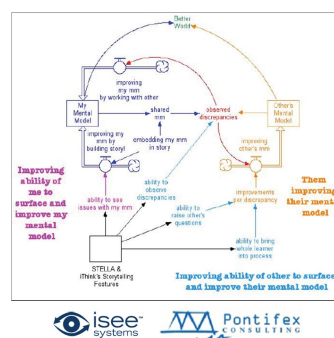 Better
World
improving
my mm
by working with other
My
Mental
Model
shared
mm
observed
discrepancies
Other's
Mental
Model
improving my
mm by
building story!
embedding my mm
in story
improving
other's mm
Improving
ability of
me to
surface and
improve my
mental
model
ability to see
issues with my mm
ability to
observe
discrepancies
ability to
raise other's
questions
improvements
per discrepancy
Them
improving
their mental
model
STELLA &
iThink's Storytelling
Features
ability to bring
whole learner
into process
Improving ability of other to surface
and improve their mental model
isee
systems
Pontifex
CONSULTING